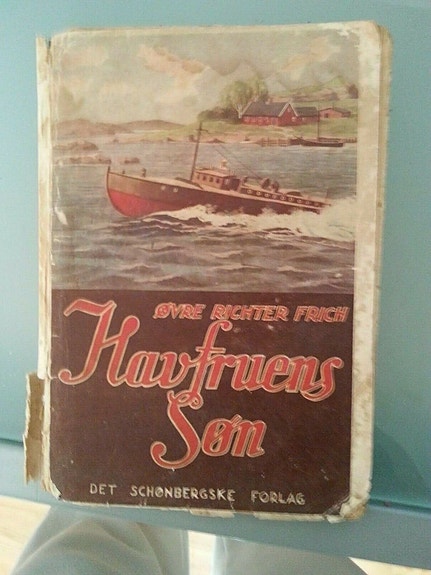 ØVRE RICHTER FRICH
Havfruens
Søn
DET SCHØNBERGSKE FORLAG